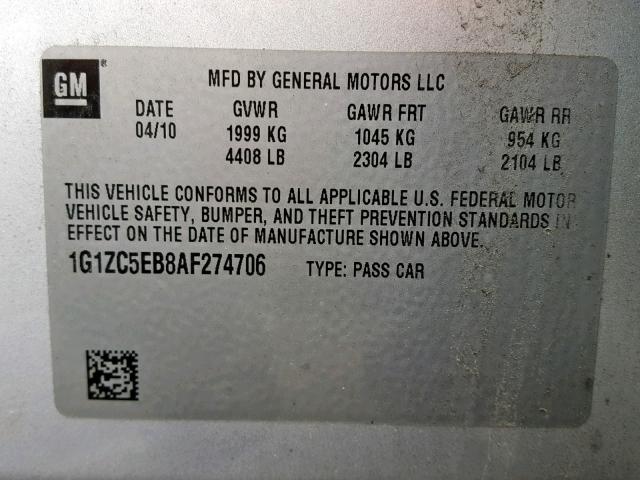 GM ®
MFD BY GENERAL MOTORS LLC
DATE GVWR GAWR FRT GAWR RR
04/10 1999 KG 1045 KG 954 KG
4408 LB 2304 LB 2104 LB
THIS VEHICLE CONFORMS TO ALL APPLICABLE U.S. FEDERAL MOTOR
VEHICLE SAFETY, BUMPER, AND THEFT PREVENTION STANDARDS IN
EFFECT ON THE DATE OF MANUFACTURE SHOWN ABOVE.
1G1ZC5EB8AF274706 TYPE: PASS CAR